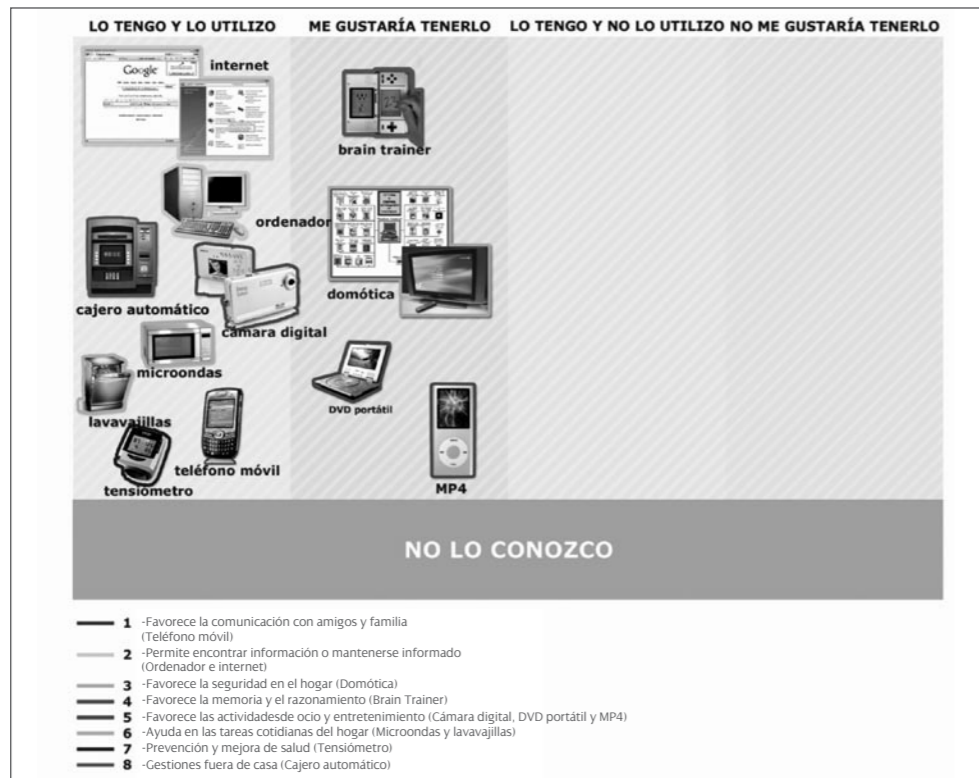 LO TENGO Y LO UTILIZO
ME GUSTARÍA TENERLO
LO TENGO Y NO LO UTILIZO
NO ME GUSTARÍA TENERLO
Google
internet
brain trainer
ordenador
cajero automático
cámara digital
domótica
microondas
DVD portátil
lavavajillas
teléfono móvil
tensiómetro
MP4
NO LO CONOZCO
1 -Favorece la comunicación con amigos y familia
(Teléfono móvil)
2 -Permite encontrar información o mantenerse informado
(Ordenador e internet)
3 -Favorece la seguridad en el hogar (Domótica)
4 -Favorece la memoria y el razonamiento (Brain Trainer)
5 -Favorece las actividadesde ocio y entretenimiento (Cámara digital, DVD portátil y MP4)
6 -Ayuda en las tareas cotidianas del hogar (Microondas y lavavajillas)
7 -Prevención y mejora de salud (Tensiómetro)
8 -Gestiones fuera de casa (Cajero automático)